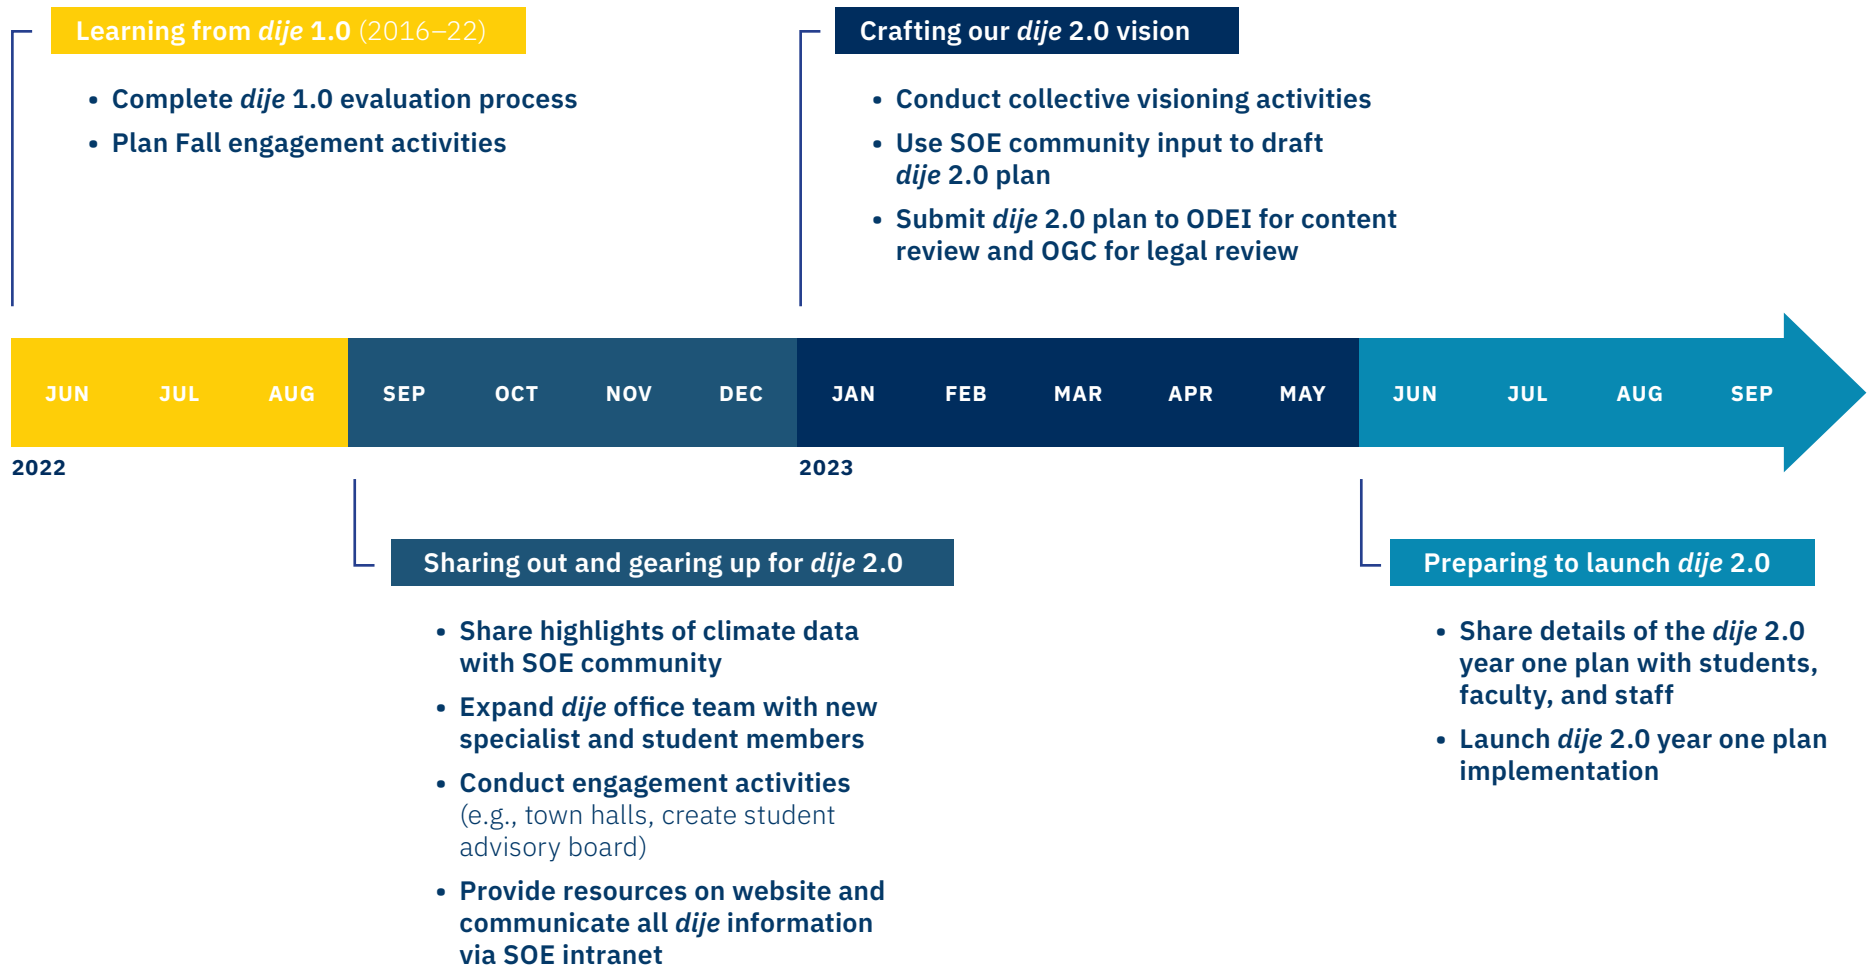 Learning from dije 1.0 (2016–22)
• Complete dije 1.0 evaluation process
• Plan Fall engagement activities
Crafting our dije 2.0 vision
• Conduct collective visioning activities
• Use SOE community input to draft
dije 2.0 plan
• Submit dije 2.0 plan to ODEI for content
review and OGC for legal review
JUN JUL AUG SEP OCT NOV DEC JAN FEB MAR APR MAY JUN JUL AUG SEP
2022 2023
Sharing out and gearing up for dije 2.0
• Share highlights of climate data
with SOE community
• Expand dije office team with new
specialist and student members
• Conduct engagement activities
(e.g., town halls, create student
advisory board)
• Provide resources on website and
communicate all dije information
via SOE intranet
Preparing to launch dije 2.0
• Share details of the dije 2.0
year one plan with students,
faculty, and staff
• Launch dije 2.0 year one plan
implementation